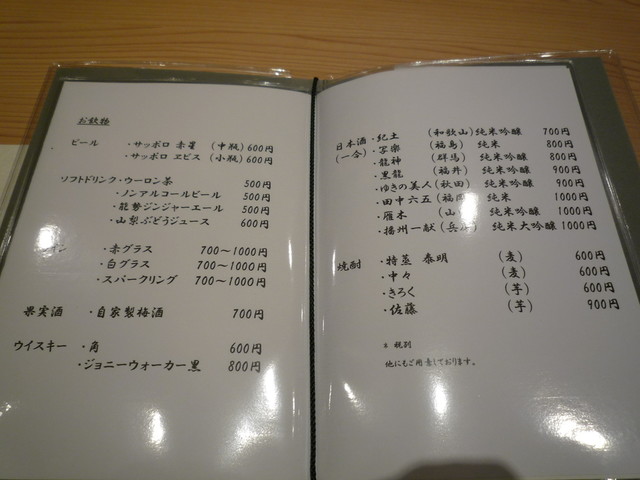 お飲物
ビール ・サッポロ 赤星 (中瓶) 600円
・サッポロ ヱビス (小瓶) 600円
ソフトドリンク・ウーロン茶 500円
・ノンアルコールビール 500円
・能勢ジンジャーエール 500円
・山梨ぶどうジュース 600円
・赤グラス 700～1000円
・白グラス 700～1000円
・スパークリング 700～1000円
果実酒 ・自家製梅酒 700円
ウイスキー ・角 600円
・ジョニーウォーカー黒 800円
日本酒 ・紀土 (和歌山) 純米吟醸 700円
(一合) ・写楽 (福島) 純米 800円
・龍神 (群馬) 純米吟醸 800円
・黒龍 (福井) 純米吟醸 900円
・ゆきの美人 (秋田) 純米吟醸 900円
・田中六五 (福岡) 純米 1000円
・雁木 (山 純米吟醸 1000円
・播州一献 (兵庫) 純米大吟醸 1000円
焼酎 ・特蒸 泰明 (麦) 600円
・中々 (麦) 600円
・きろく (芋) 600円
・佐藤 (芋) 900円
※ 税別
他にもご用意しております。